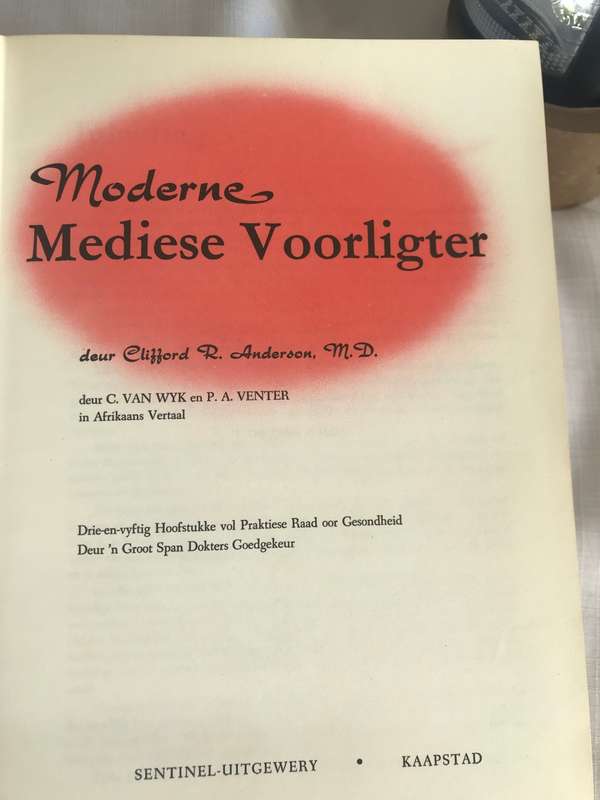 Moderne
Mediese Voorligter
deur Clifford R. Anderson, M.D.
deur C. VAN WYK en P. A. VENTER
in Afrikaans Vertaal
Drie-en-vyftig Hoofstukke vol Praktiese Raad oor Gesondheid
Deur 'n Groot Span Dokters Goedgekeur
SENTINEL-UITGEWERY • KAAPSTAD